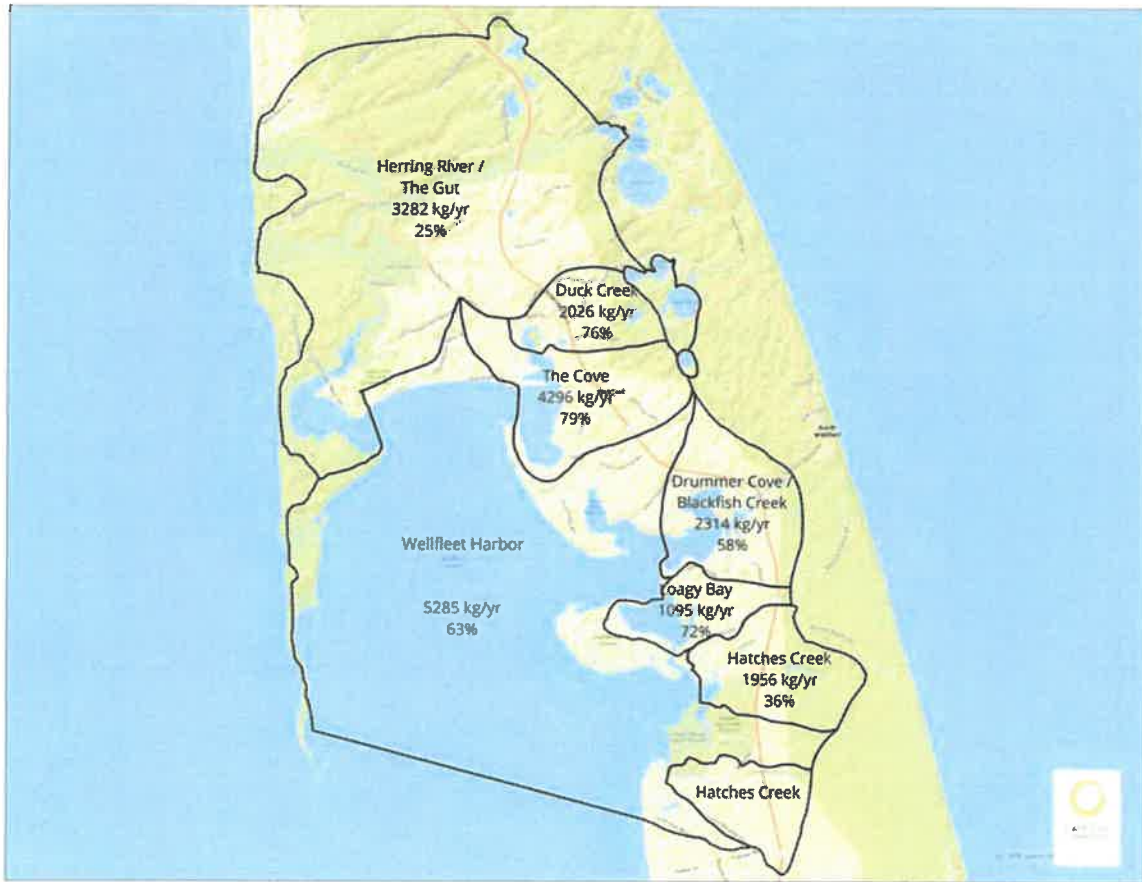 Herring River /
The Gut
3282 kg/yr
25%
Duck Creek
2026 kg/yr
76%
The Cove
4296 kg/yr
79%
Drummer Cove /
Blackfish Creek
2314 kg/yr
58%
Wellfleet Harbor
5285 kg/yr
63%
Loagy Bay
1095 kg/yr
72%
Hatches Creek
1956 kg/yr
36%
Hatches Creek